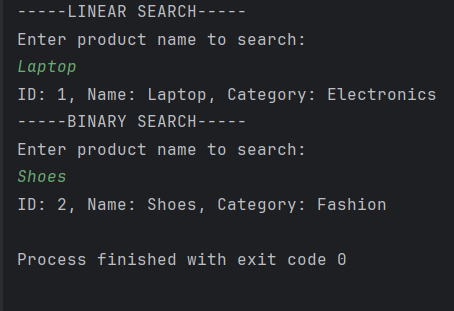 -----LINEAR SEARCH-----
Enter product name to search:
Laptop
ID: 1, Name: Laptop, Category: Electronics
-----BINARY SEARCH-----
Enter product name to search:
Shoes
ID: 2, Name: Shoes, Category: Fashion
Process finished with exit code 0